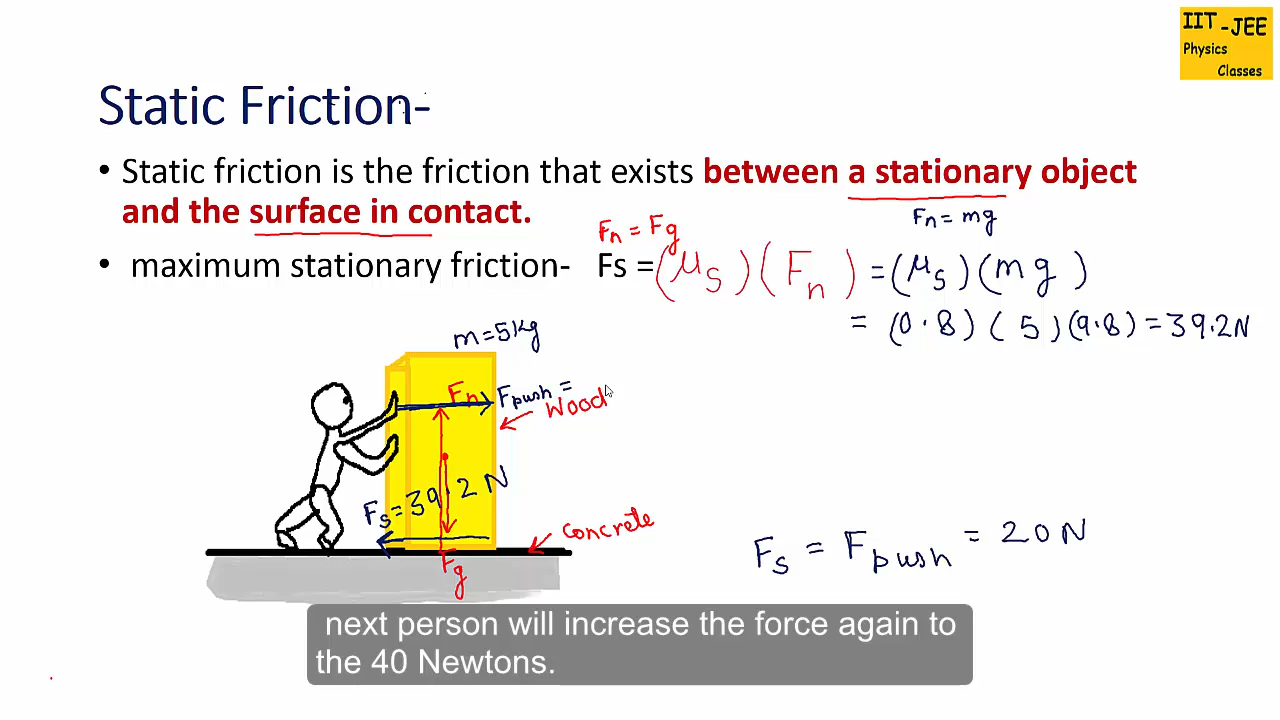 IIT-JEE
Physics
Classes
Static Friction-
• Static friction is the friction that exists between a stationary object
and the surface in contact.
Fn = mg
Fn = Fg
• maximum stationary friction- Fs = (μs) (Fn) = (μs) (mg)
= (0.8) (5) (9.8) = 39.2N
m = 5kg
Fn
Fpush =
Wood
Fs = 39.2 N
Concrete
Fs = Fpush = 20 N
Fg
next person will increase the force again to
the 40 Newtons.